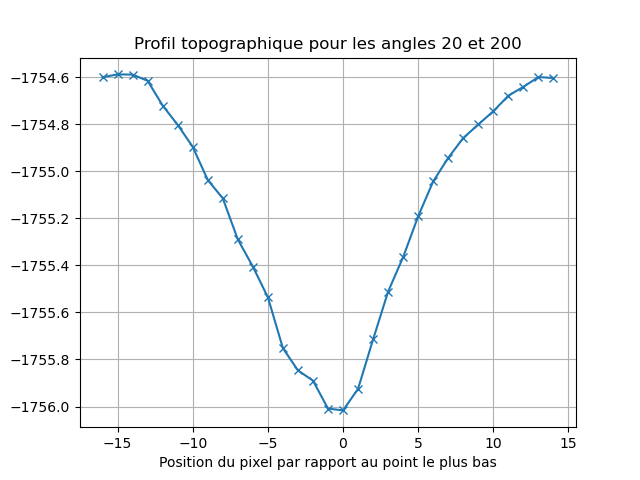 Profil topographique pour les angles 20 et 200
−1754.6
−1754.8
−1755.0
−1755.2
−1755.4
−1755.6
−1755.8
−1756.0
−15 −10 −5 0 5 10 15
Position du pixel par rapport au point le plus bas